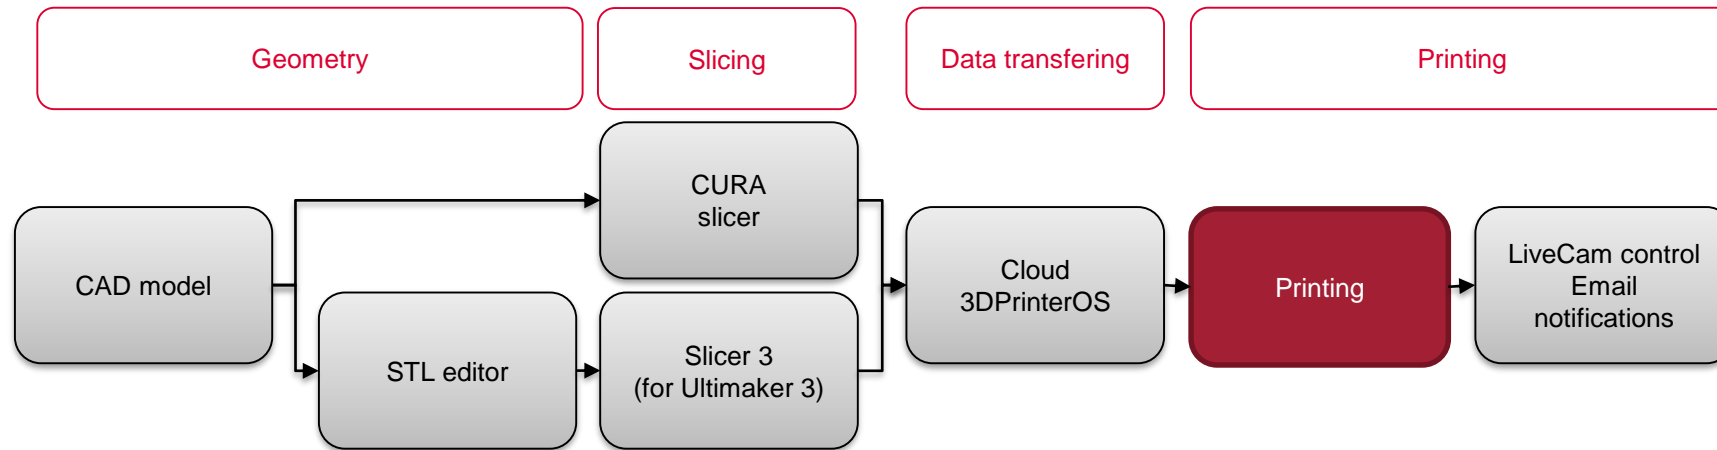 Geometry
Slicing
Data transfering
Printing
CURA
slicer
CAD model
STL editor
Slicer 3
(for Ultimaker 3)
Cloud
3DPrinterOS
Printing
LiveCam control
Email
notifications